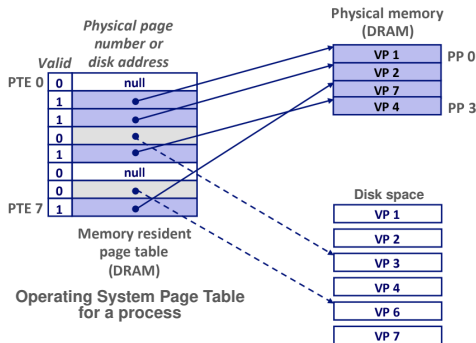 Physical page
number or
disk address
Valid
PTE 0
0
null
1
1
0
1
0
null
0
PTE 7
1
Memory resident
page table
(DRAM)
Operating System Page Table
for a process
Physical memory
(DRAM)
VP 1
PP 0
VP 2
VP 7
VP 4
PP 3
Disk space
VP 1
VP 2
VP 3
VP 4
VP 6
VP 7